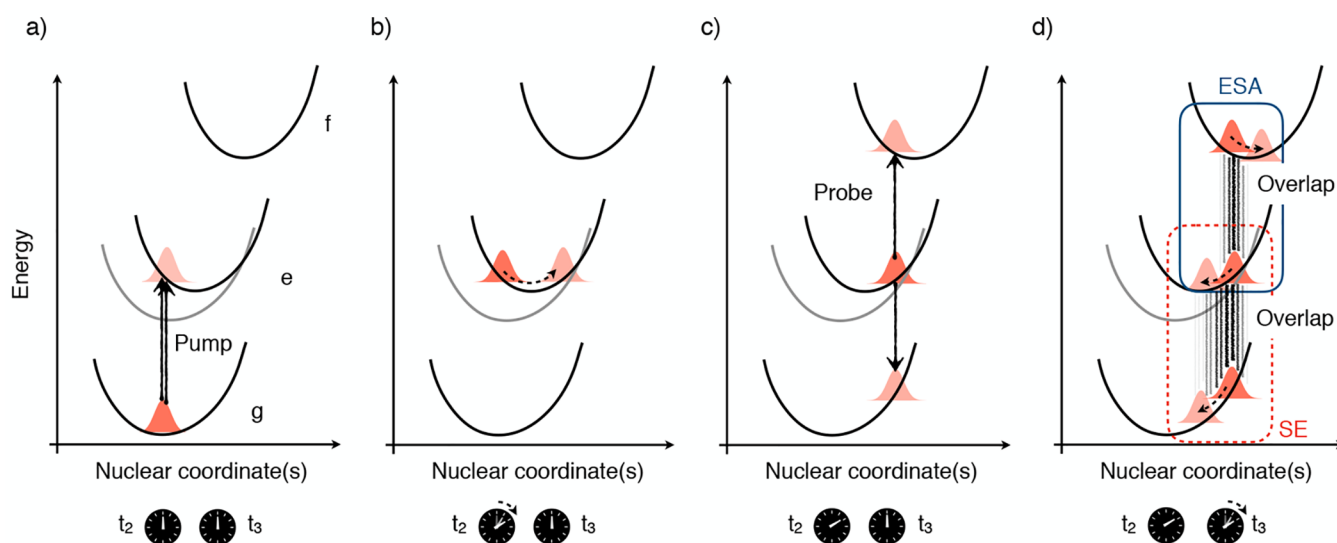 a)
b)
c)
d)
ESA
f
Probe
Overlap
Energy
e
Overlap
Pump
g
SE
Nuclear coordinate(s)
Nuclear coordinate(s)
Nuclear coordinate(s)
Nuclear coordinate(s)
t₂ t₃
t₂ t₃
t₂ t₃
t₂ t₃